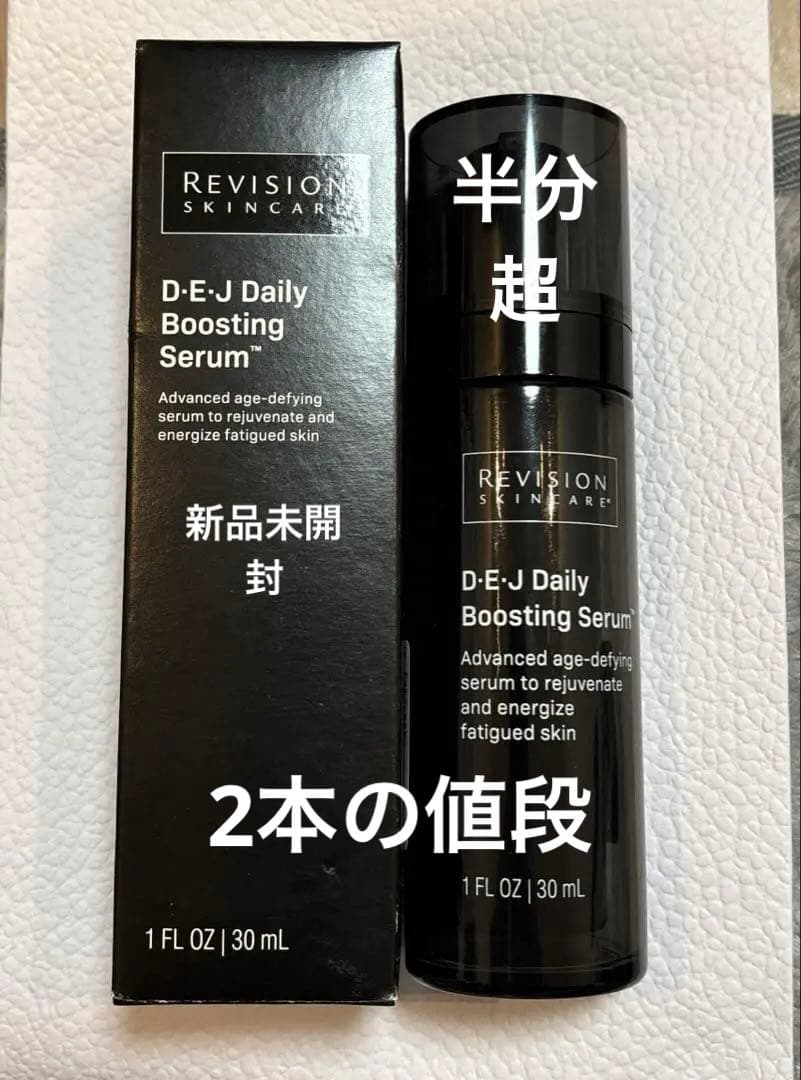 REVISION
SKINCARE
D·E·J Daily
Boosting
Serum™
Advanced age-defying
serum to rejuvenate and
energize fatigued skin
新品未開
封
1 FL OZ | 30 mL
半分
超
REVISION
SKINCARE®
D·E·J Daily
Boosting Serum™
Advanced age-defying
serum to rejuvenate
and energize
fatigued skin
2本の値段
1 FL OZ | 30 mL